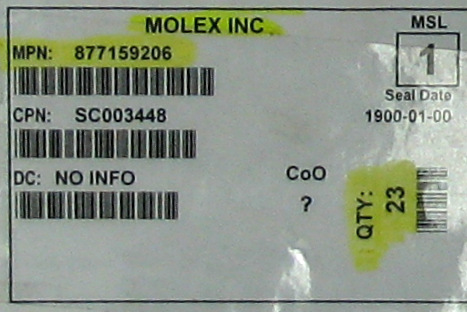 MOLEX INC
MSL
1
MPN: 877159206
Seal Date
1900-01-00
CPN: SC003448
DC: NO INFO
CoO
?
QTY: 23